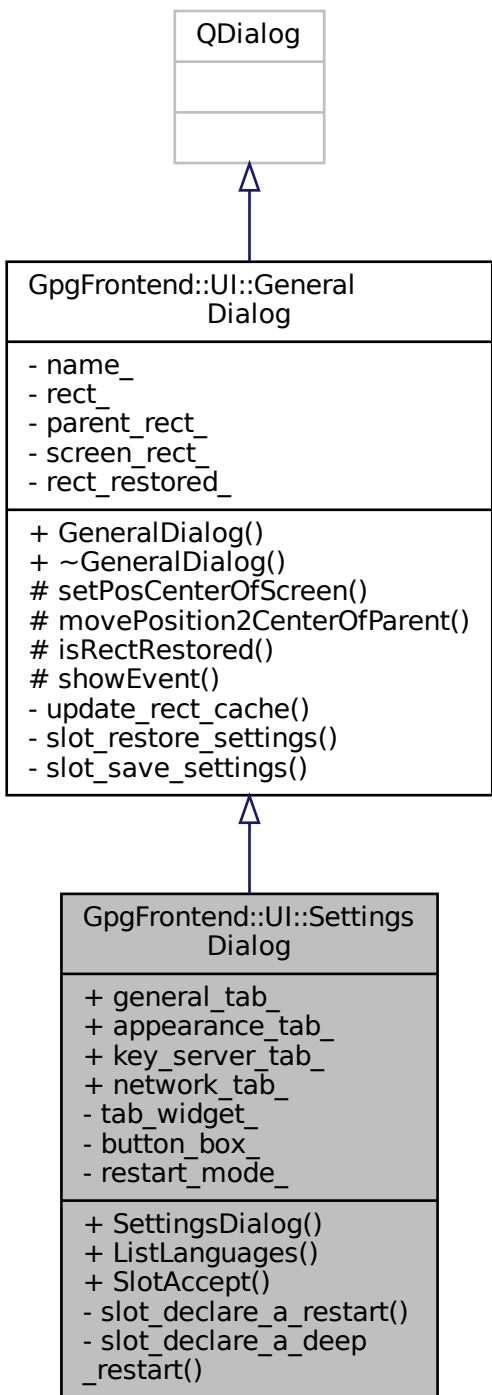 QDialog
GpgFrontend::UI::General
Dialog
- name_
- rect_
- parent_rect_
- screen_rect_
- rect_restored_
+ GeneralDialog()
+ ~GeneralDialog()
# setPosCenterOfScreen()
# movePosition2CenterOfParent()
# isRectRestored()
# showEvent()
- update_rect_cache()
- slot_restore_settings()
- slot_save_settings()
GpgFrontend::UI::Settings
Dialog
+ general_tab_
+ appearance_tab_
+ key_server_tab_
+ network_tab_
- tab_widget_
- button_box_
- restart_mode_
+ SettingsDialog()
+ ListLanguages()
+ SlotAccept()
- slot_declare_a_restart()
- slot_declare_a_deep
_restart()